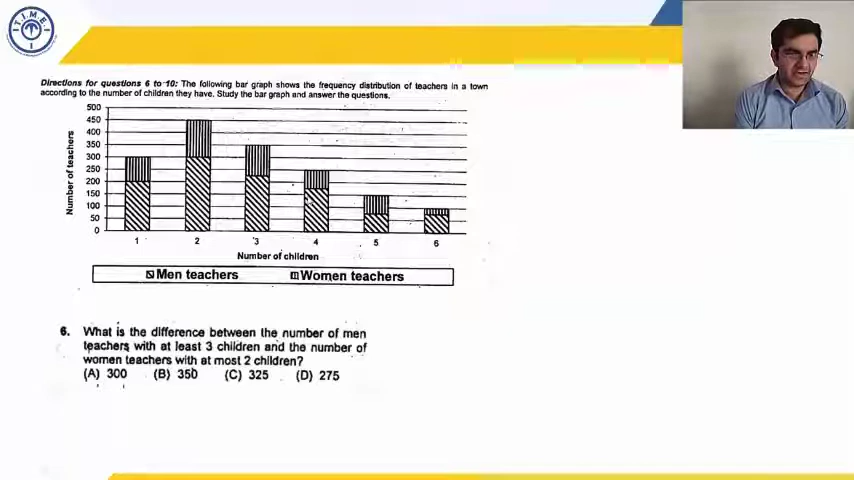 I.T.I.M.E.I
Directions for questions 6 to 10: The following bar graph shows the frequency distribution of teachers in a town
according to the number of children they have. Study the bar graph and answer the questions.
500
450
400
350
300
250
200
150
100
50
0
Number of teachers
1 2 3 4 5 6
Number of children
Men teachers Women teachers
6. What is the difference between the number of men
teachers with at least 3 children and the number of
women teachers with at most 2 children?
(A) 300 (B) 350 (C) 325 (D) 275